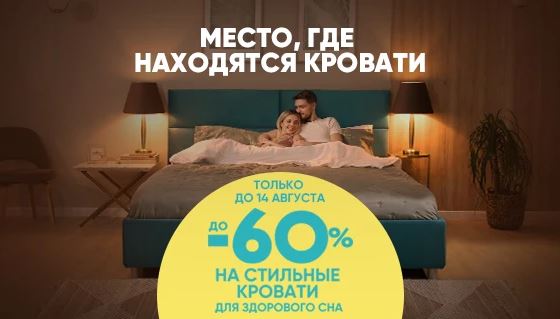 МЕСТО, ГДЕ
НАХОДЯТСЯ КРОВАТИ
ТОЛЬКО
ДО 14 АВГУСТА
ДО -60%
НА СТИЛЬНЫЕ
КРОВАТИ
ДЛЯ ЗДОРОВОГО СНА